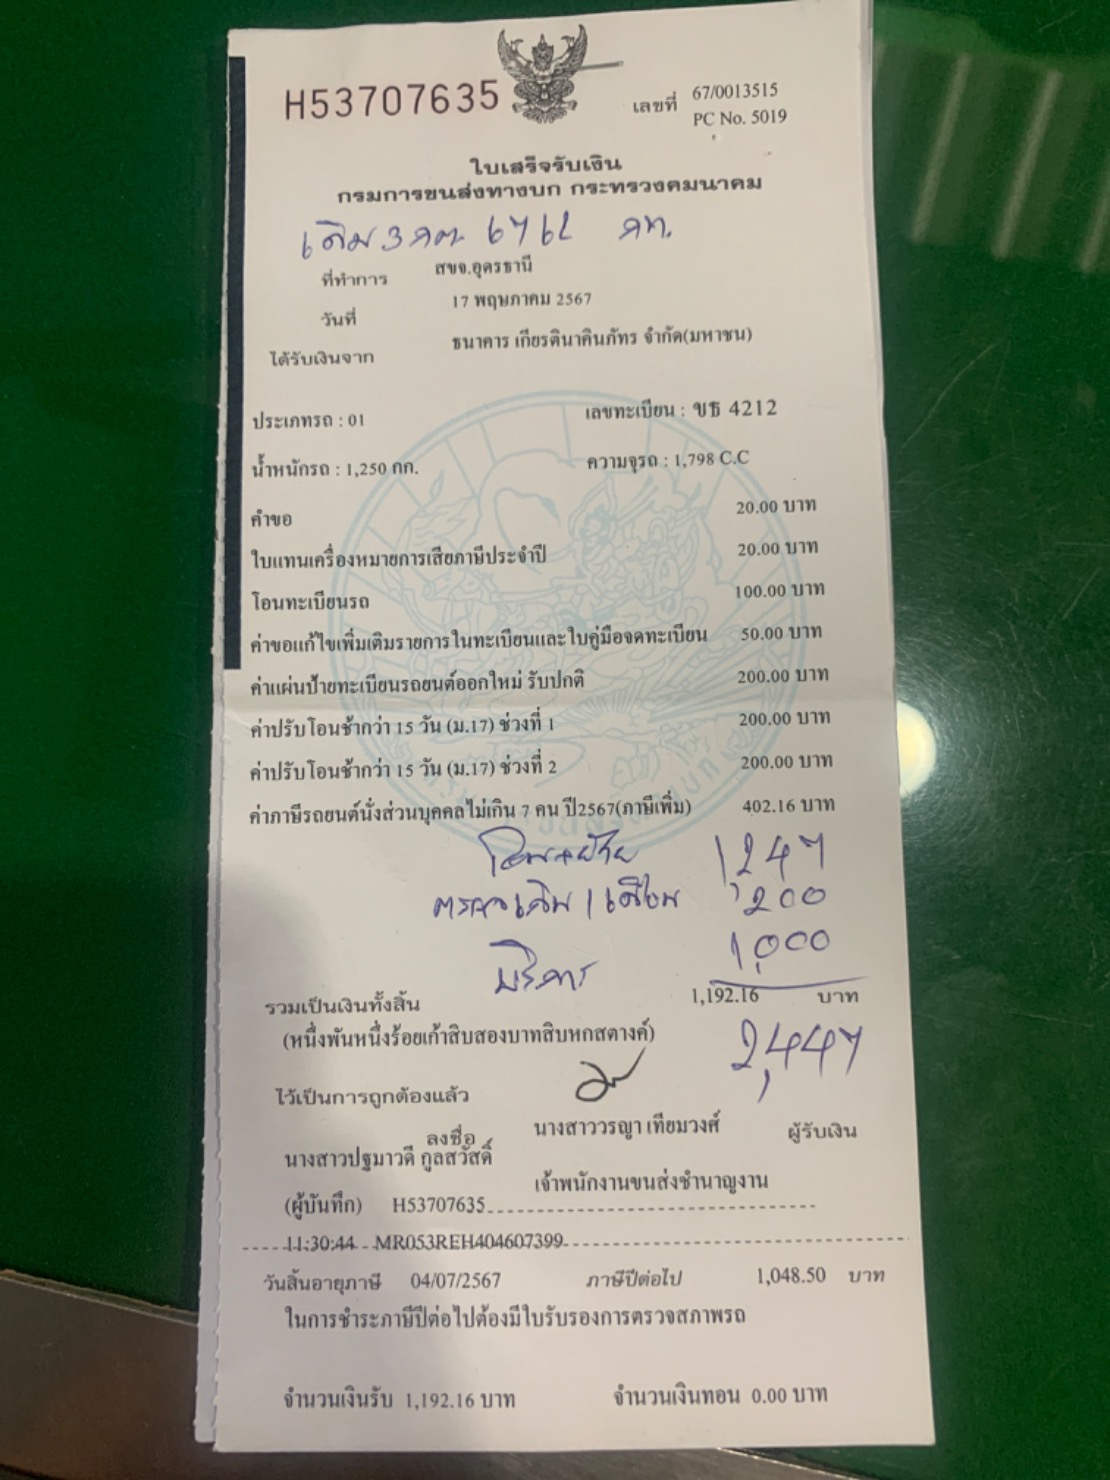 H53707635
เลขที่ 67/0013515
PC No. 5019
ใบเสร็จรับเงิน
กรมการขนส่งทางบก กระทรวงคมนาคม
เดิม 3 กท.
ที่ทำการ สขจ.อุดรธานี
วันที่ 17 พฤษภาคม 2567
ได้รับเงินจาก ธนาคาร เกียรตินาคินภัทร จำกัด(มหาชน)
ประเภทรถ : 01 เลขทะเบียน : ขธ 4212
น้ำหนักรถ : 1,250 กก. ความจุรถ : 1,798 C.C
คำขอ 20.00 บาท
ใบแทนเครื่องหมายการเสียภาษีประจำปี 20.00 บาท
โอนทะเบียนรถ 100.00 บาท
ค่าขอแก้ไขเพิ่มเติมรายการในทะเบียนและใบคู่มือจดทะเบียน 50.00 บาท
ค่าแผ่นป้ายทะเบียนรถยนต์ออกใหม่ รับปกติ 200.00 บาท
ค่าปรับโอนช้ากว่า 15 วัน (ม.17) ช่วงที่ 1 200.00 บาท
ค่าปรับโอนช้ากว่า 15 วัน (ม.17) ช่วงที่ 2 200.00 บาท
ค่าภาษีรถยนต์นั่งส่วนบุคคลไม่เกิน 7 คน ปี2567(ภาษีเพิ่ม) 402.16 บาท
1,247
1 เดือน 200
บริการ 1,000
รวมเป็นเงินทั้งสิ้น 1,192.16 บาท
(หนึ่งพันหนึ่งร้อยเก้าสิบสองบาทสิบหกสตางค์) 2,447
ไว้เป็นการถูกต้องแล้ว
ลงชื่อ นางสาววรญา เทียมวงศ์ ผู้รับเงิน
นางสาวปฐมาวดี กูลสวัสดิ์
เจ้าพนักงานขนส่งชำนาญงาน
(ผู้บันทึก) H53707635
11:30:44 MR053REH404607399
วันสิ้นอายุภาษี 04/07/2567 ภาษีปีต่อไป 1,048.50 บาท
ในการชำระภาษีปีต่อไปต้องมีใบรับรองการตรวจสภาพรถ
จำนวนเงินรับ 1,192.16 บาท จำนวนเงินทอน 0.00 บาท